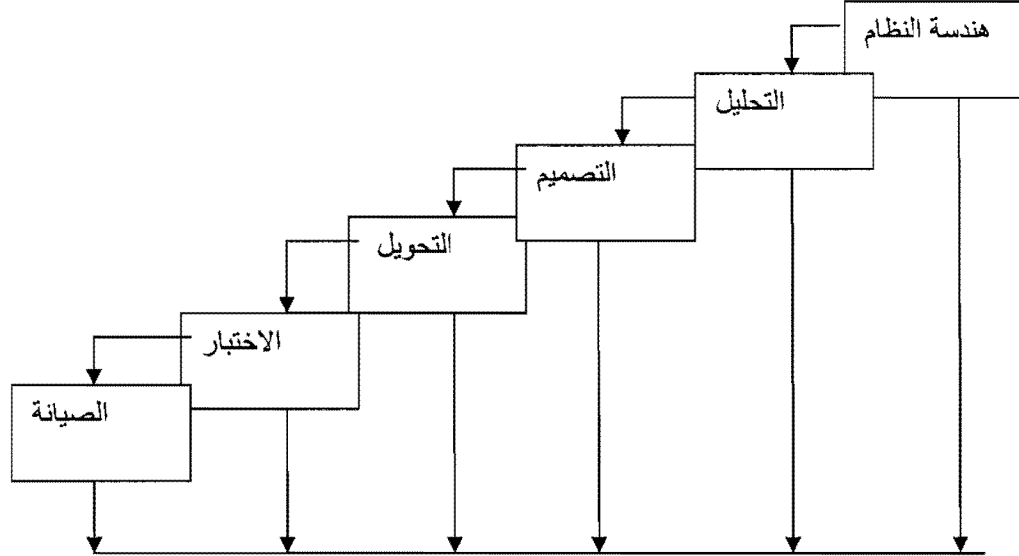 هندسة النظام
التحليل
التصميم
التحويل
الاختبار
الصيانة